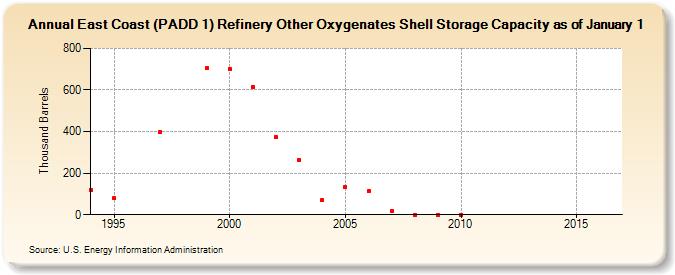 Annual East Coast (PADD 1) Refinery Other Oxygenates Shell Storage Capacity as of January 1
Thousand Barrels
800
600
400
200
0
1995 2000 2005 2010 2015
Source: U.S. Energy Information Administration